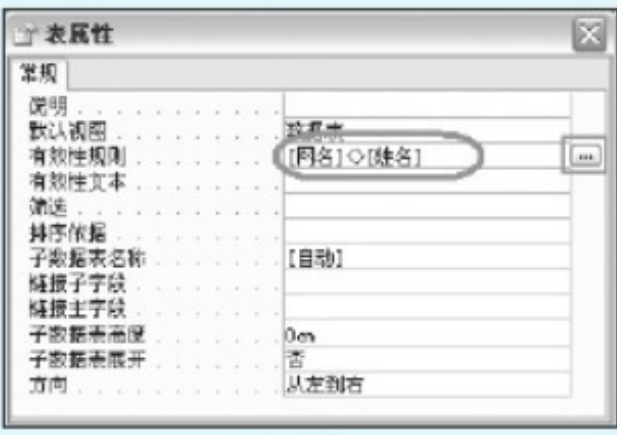 表属性
常规
说明
默认视图 数据表
有效性规则 [网名]<>[姓名]
有效性文本
筛选
排序依据
子数据表名称 [自动]
链接子字段
链接主字段
子数据表高度 0cm
子数据表展开 否
方向 从左到右